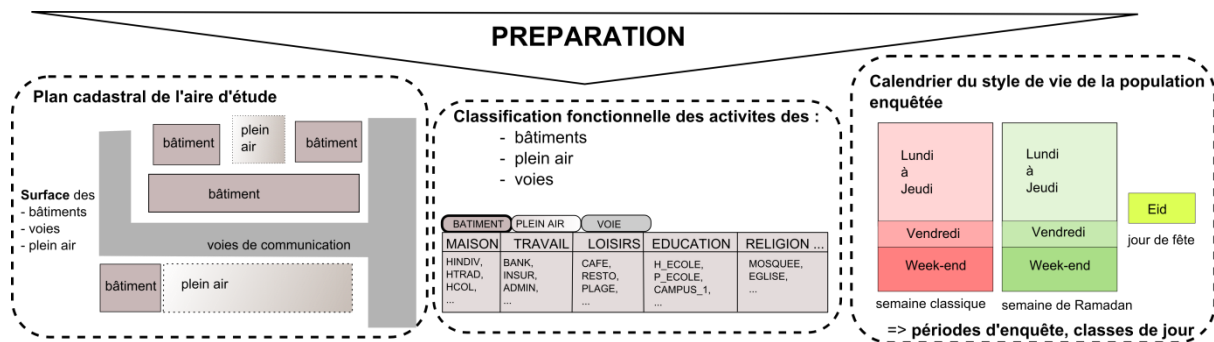 PREPARATION
Plan cadastral de l'aire d'étude
bâtiment
plein
air
bâtiment
bâtiment
Surface des
- bâtiments
- voies
- plein air
voies de communication
bâtiment
plein air
Classification fonctionnelle des activites des :
- bâtiments
- plein air
- voies
BATIMENT PLEIN AIR VOIE
MAISON TRAVAIL LOISIRS EDUCATION RELIGION ...
HINDIV, BANK, CAFE, H_ECOLE, MOSQUEE,
HTRAD, INSUR, RESTO, P_ECOLE, EGLISE,
HCOL, ADMIN, PLAGE, CAMPUS_1, ...
... ... ... ...
Calendrier du style de vie de la population
enquêtée
Lundi
à
Jeudi
Vendredi
Week-end
semaine classique
Lundi
à
Jeudi
Vendredi
Week-end
semaine de Ramadan
Eid
jour de fête
=> périodes d'enquête, classes de jour